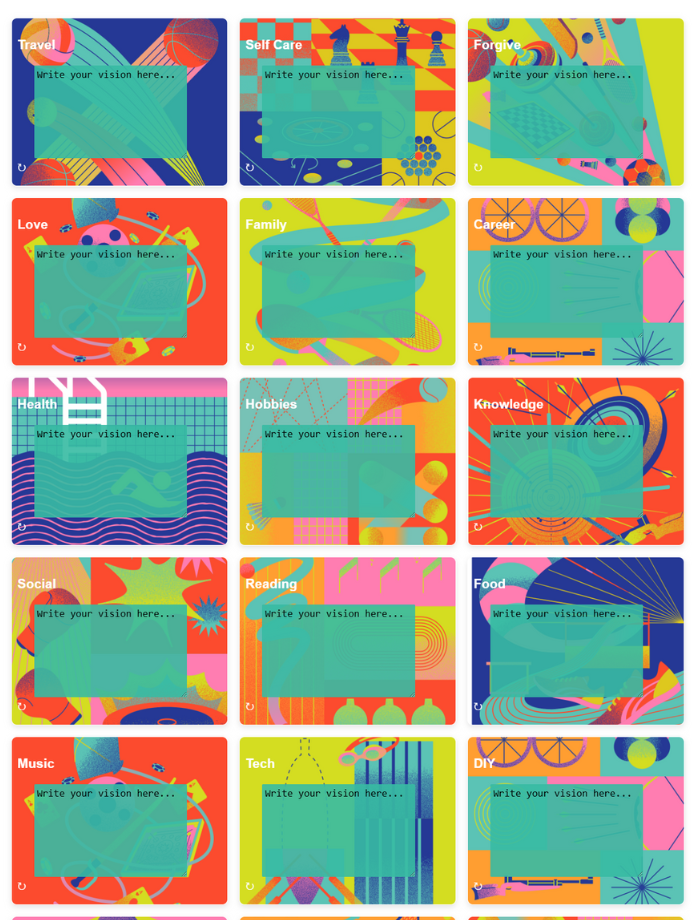 Travel
Write your vision here...
↻
Self Care
Write your vision here...
↻
Forgive
Write your vision here...
↻
Love
Write your vision here...
↻
Family
Write your vision here...
↻
Career
Write your vision here...
↻
Health
Write your vision here...
↻
Hobbies
Write your vision here...
↻
Knowledge
Write your vision here...
↻
Social
Write your vision here...
↻
Reading
Write your vision here...
↻
Food
Write your vision here...
↻
Music
Write your vision here...
↻
Tech
Write your vision here...
↻
DIY
Write your vision here...
↻